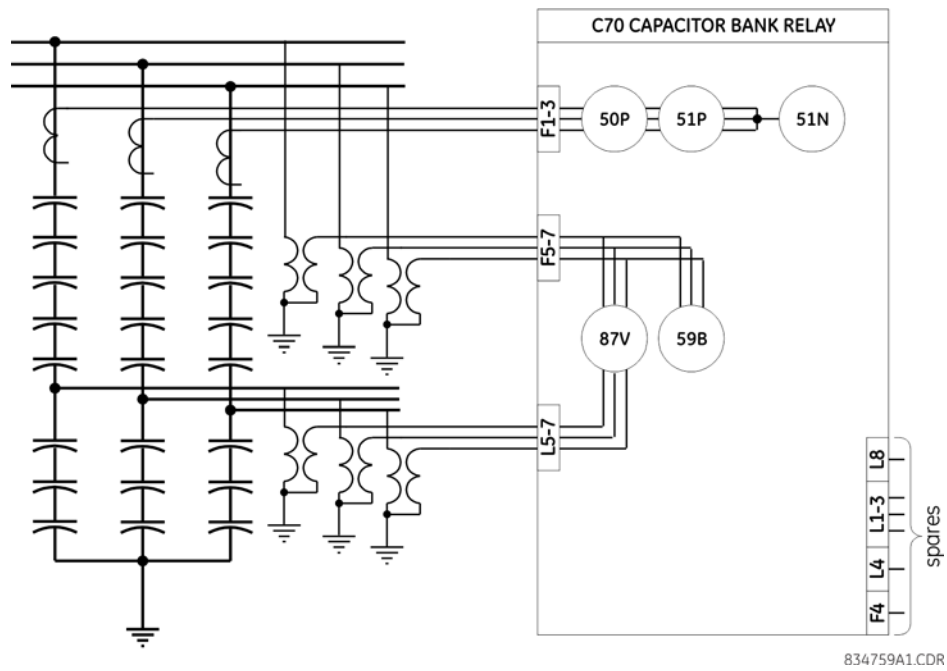 C70 CAPACITOR BANK RELAY
F1-3
50P
51P
51N
F5-7
87V
59B
L5-7
L8
L1-3
L4
F4
spares
834759A1.CDR